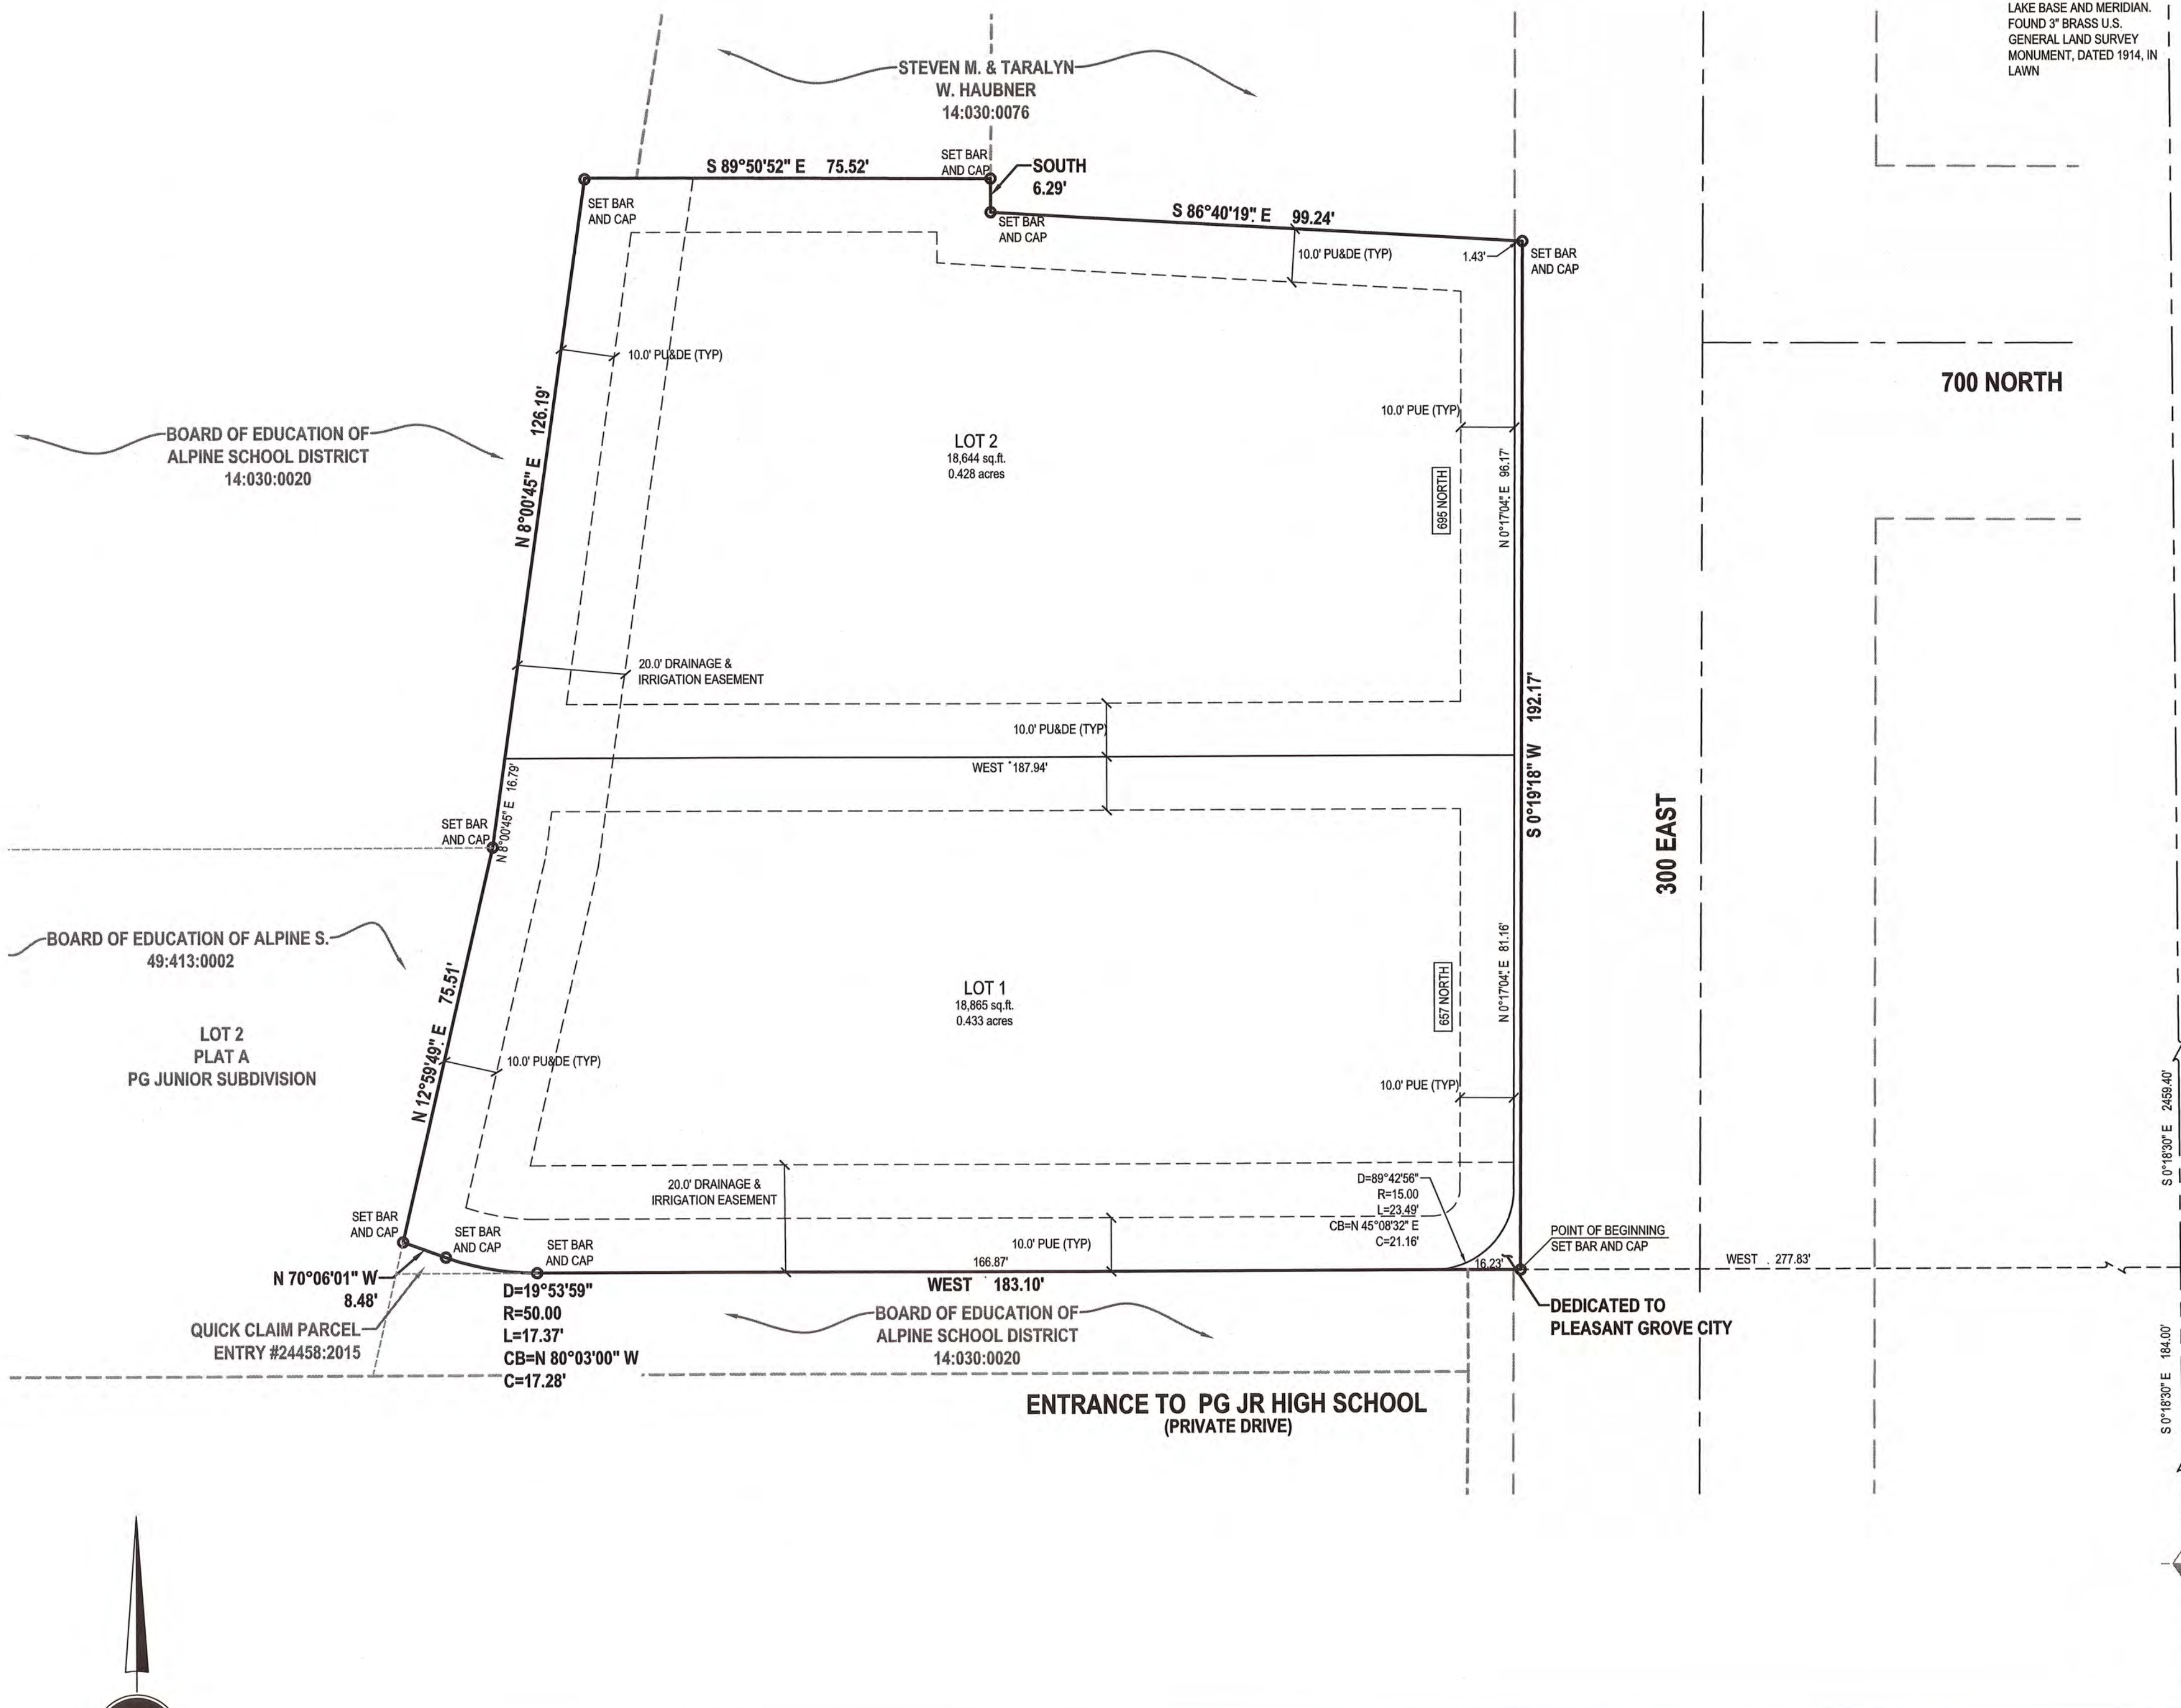 LAKE BASE AND MERIDIAN.
FOUND 3" BRASS U.S.
GENERAL LAND SURVEY
MONUMENT, DATED 1914, IN
LAWN
STEVEN M. & TARALYN
W. HAUBNER
14:030:0076
S 89°50'52" E 75.52'
SET BAR
AND CAP
SOUTH
6.29'
SET BAR
AND CAP
SET BAR
AND CAP
S 86°40'19" E 99.24'
10.0' PU&DE (TYP)
1.43'
SET BAR
AND CAP
10.0' PU&DE (TYP)
700 NORTH
N 8°00'45" E 126.19'
BOARD OF EDUCATION OF
ALPINE SCHOOL DISTRICT
14:030:0020
LOT 2
18,644 sq.ft.
0.428 acres
10.0' PUE (TYP)
695 NORTH
N 0°17'04" E 96.17'
20.0' DRAINAGE &
IRRIGATION EASEMENT
10.0' PU&DE (TYP)
WEST 187.94'
S 0°19'18" W 192.17'
300 EAST
N 8°00'45" E 16.79'
SET BAR
AND CAP
BOARD OF EDUCATION OF ALPINE S.
49:413:0002
LOT 2
PLAT A
PG JUNIOR SUBDIVISION
N 12°59'49" E 75.51'
10.0' PU&DE (TYP)
LOT 1
18,865 sq.ft.
0.433 acres
657 NORTH
N 0°17'04" E 81.16'
10.0' PUE (TYP)
S 0°18'30" E 2459.40'
20.0' DRAINAGE &
IRRIGATION EASEMENT
D=89°42'56"
R=15.00
L=23.49'
CB=N 45°08'32" E
C=21.16'
SET BAR
AND CAP
SET BAR
AND CAP
SET BAR
AND CAP
10.0' PUE (TYP)
166.87'
16.23'
POINT OF BEGINNING
SET BAR AND CAP
WEST 277.83'
N 70°06'01" W
8.48'
WEST 183.10'
D=19°53'59"
R=50.00
L=17.37'
CB=N 80°03'00" W
C=17.28'
QUICK CLAIM PARCEL
ENTRY #24458:2015
BOARD OF EDUCATION OF
ALPINE SCHOOL DISTRICT
14:030:0020
DEDICATED TO
PLEASANT GROVE CITY
S 0°18'30" E 184.00'
ENTRANCE TO PG JR HIGH SCHOOL
(PRIVATE DRIVE)